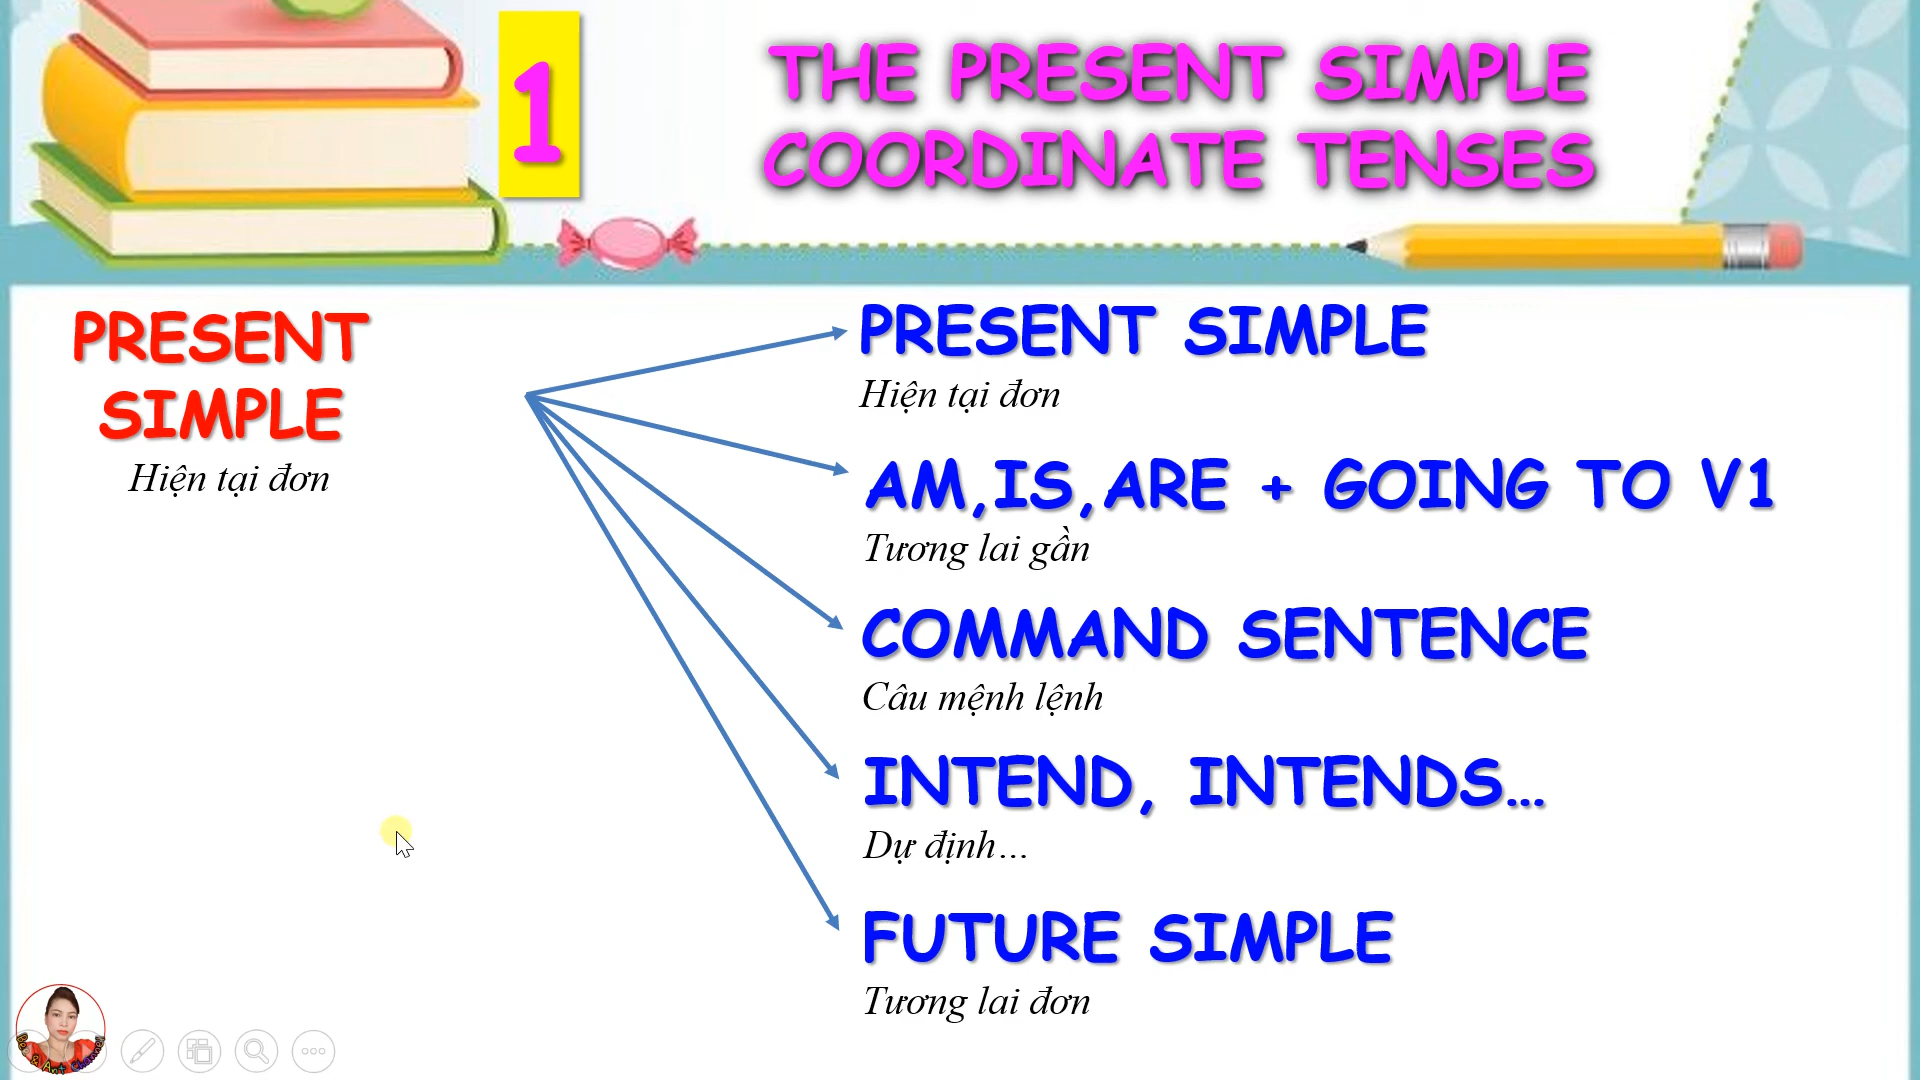 1
THE PRESENT SIMPLE
COORDINATE TENSES
PRESENT
SIMPLE
Hiện tại đơn
PRESENT SIMPLE
Hiện tại đơn
AM,IS,ARE + GOING TO V1
Tương lai gần
COMMAND SENTENCE
Câu mệnh lệnh
INTEND, INTENDS...
Dự định...
FUTURE SIMPLE
Tương lai đơn